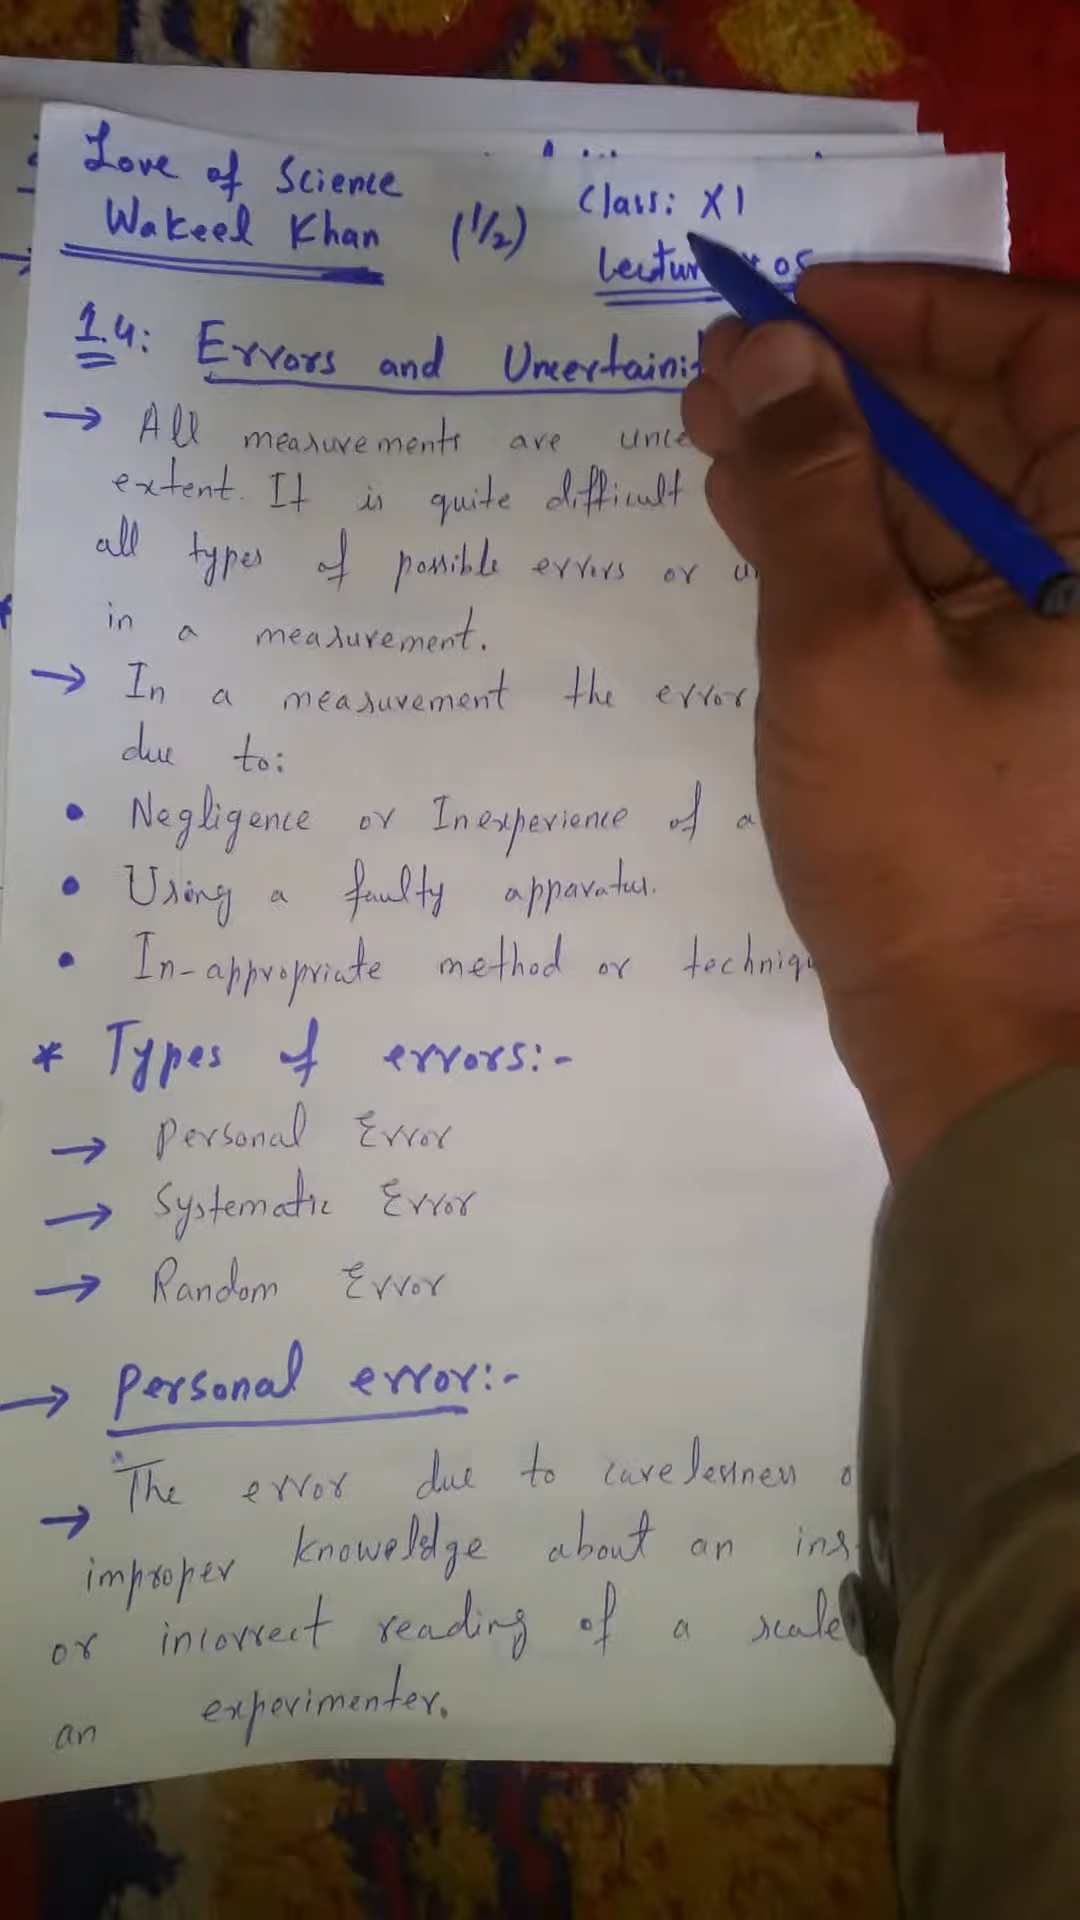 Love of Science
Wakeel Khan (1/2)
Class: XI
05
1.4: Errors and
All measurements are
extent. It is quite difficult
all types of possible errors or
in a measurement.
In a measurement the error
due to:
• Negligence or Inexperience of a
• Using a faulty apparatus.
• In-appropriate method or
* Types of errors:-
→ Personal Error
→ Systematic Error
→ Random Error
→ Personal error:-
The error due to carelessness
→ improper knoweldge about an
or incorrect reading of a scale
an experimenter.